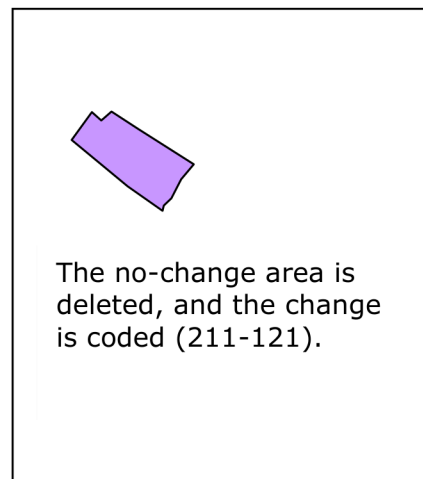 The no-change area is
deleted, and the change
is coded (211-121).